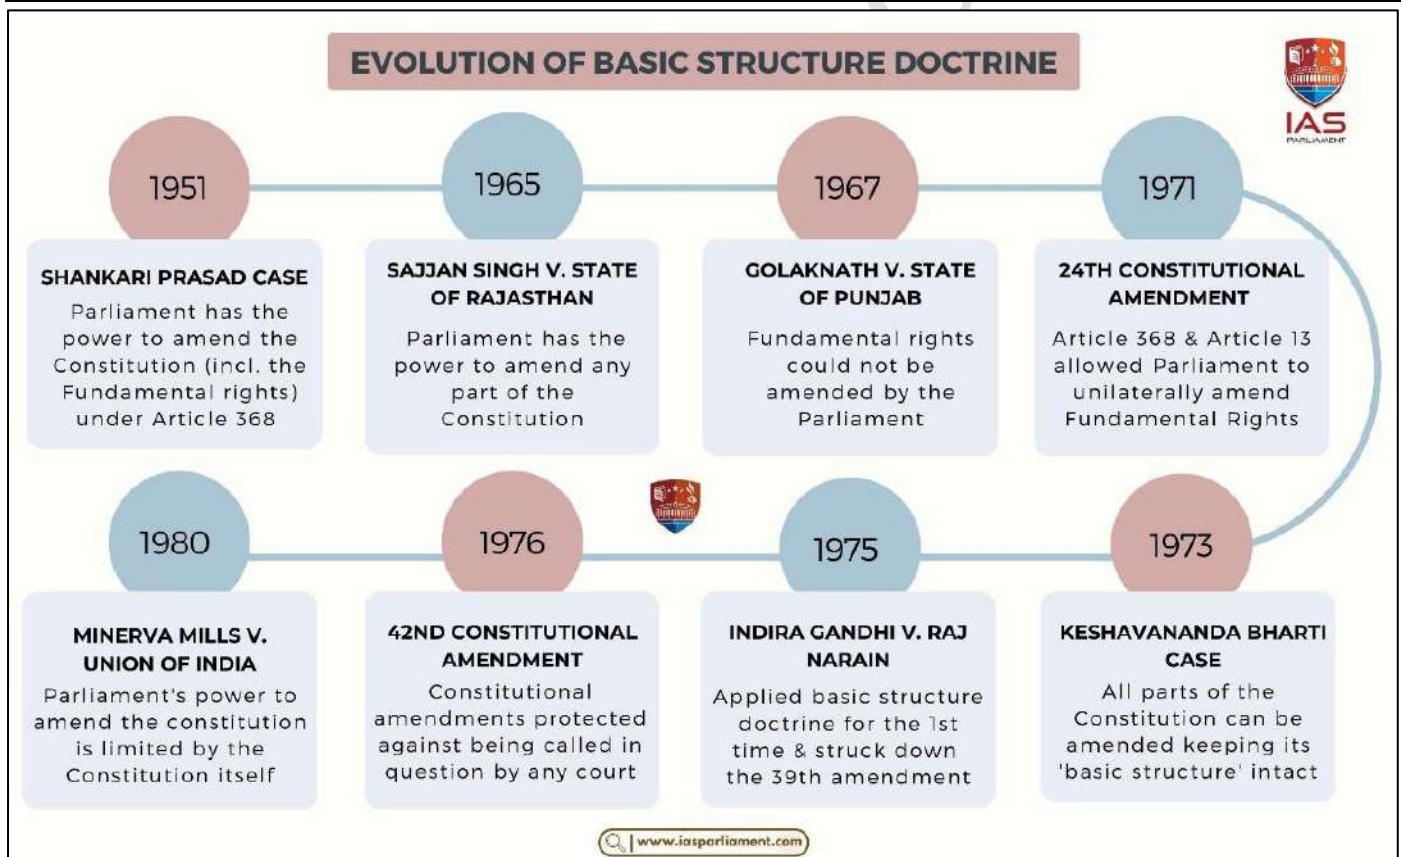 EVOLUTION OF BASIC STRUCTURE DOCTRINE
IAS
PARLIAMENT
1951
SHANKARI PRASAD CASE
Parliament has the
power to amend the
Constitution (incl. the
Fundamental rights)
under Article 368
1965
SAJJAN SINGH V. STATE
OF RAJASTHAN
Parliament has the
power to amend any
part of the
Constitution
1967
GOLAKNATH V. STATE
OF PUNJAB
Fundamental rights
could not be
amended by the
Parliament
1971
24TH CONSTITUTIONAL
AMENDMENT
Article 368 & Article 13
allowed Parliament to
unilaterally amend
Fundamental Rights
1973
KESHAVANANDA BHARTI
CASE
All parts of the
Constitution can be
amended keeping its
'basic structure' intact
1975
INDIRA GANDHI V. RAJ
NARAIN
Applied basic structure
doctrine for the 1st
time & struck down
the 39th amendment
1976
42ND CONSTITUTIONAL
AMENDMENT
Constitutional
amendments protected
against being called in
question by any court
1980
MINERVA MILLS V.
UNION OF INDIA
Parliament's power to
amend the constitution
is limited by the
Constitution itself
www.iasparliament.com